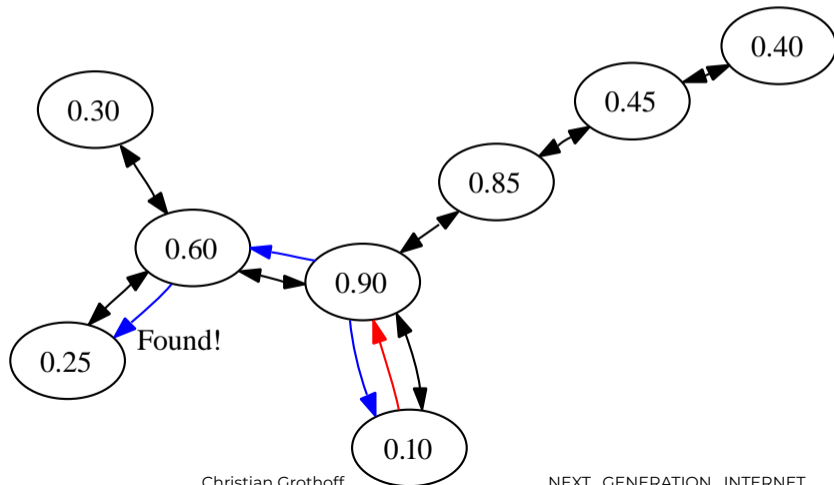 0.40
0.45
0.30
0.85
0.60
0.90
Found!
0.25
0.10
Christian Grothoff
NEXT GENERATION INTERNET